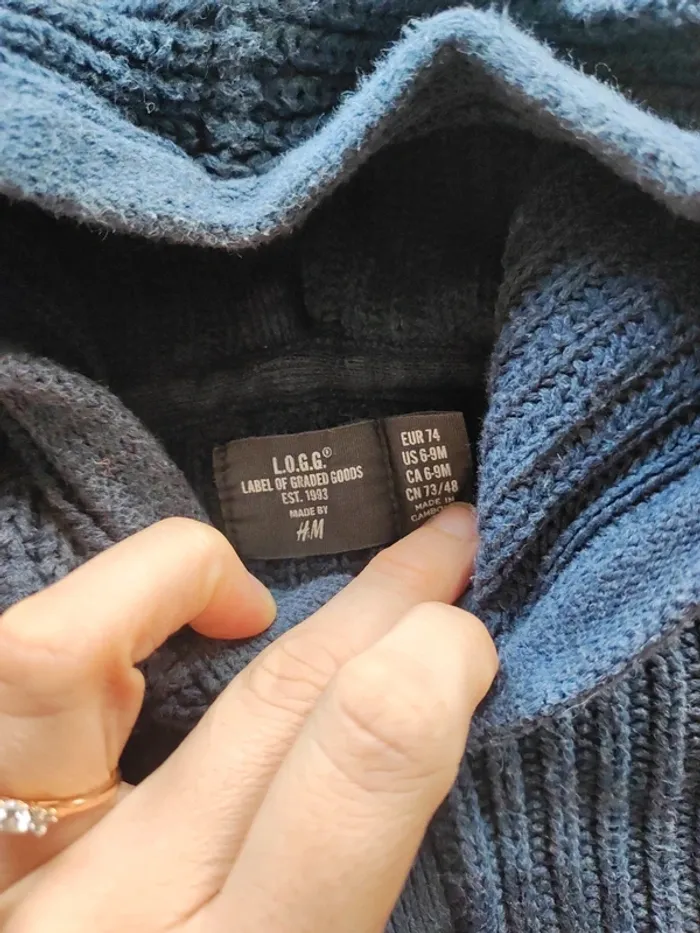 L.O.G.G.®
LABEL OF GRADED GOODS
EST. 1993
MADE BY
H&M
EUR 74
US 6-9M
CA 6-9M
CN 73/48
MADE IN